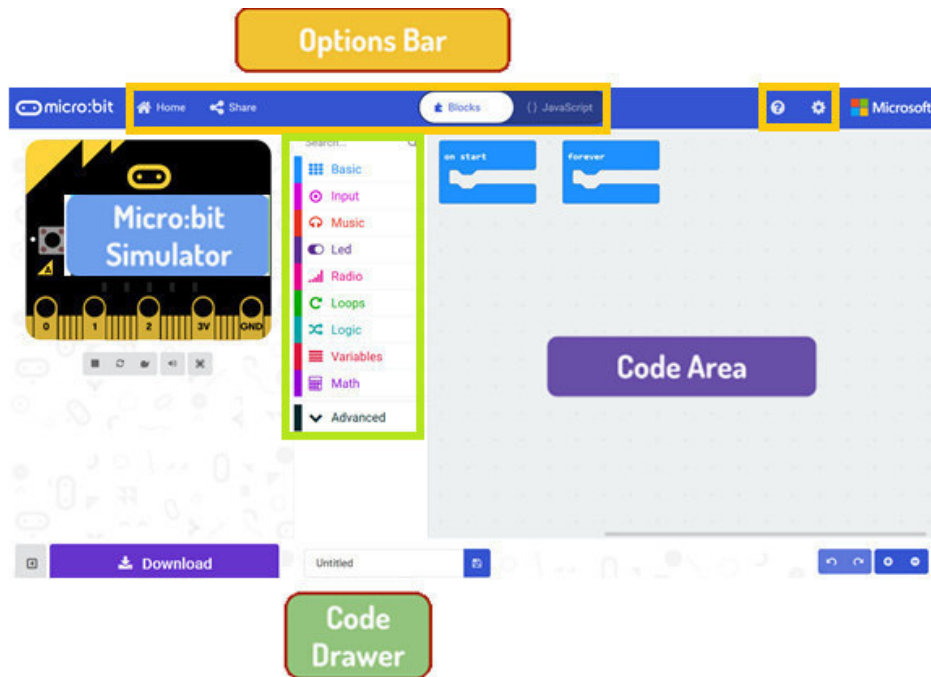 Options Bar
micro:bit Home Share Blocks {} JavaScript Microsoft
Search...
Basic
Input
Music
Led
Radio
Loops
Logic
Variables
Math
Advanced
Micro:bit
Simulator
0 1 2 3V GND
on start forever
Code Area
Download Untitled
Code
Drawer